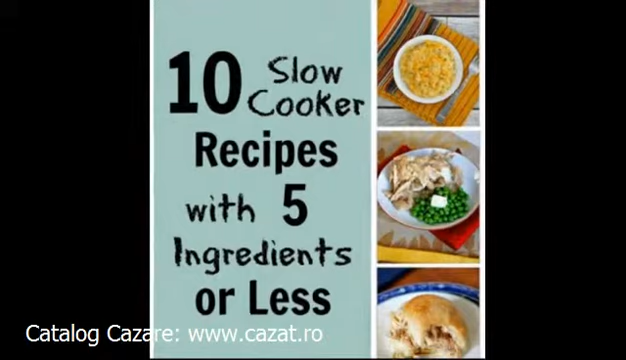 10 Slow
Cooker
Recipes
with 5
Ingredients
or Less
Catalog Cazare: www.cazat.ro